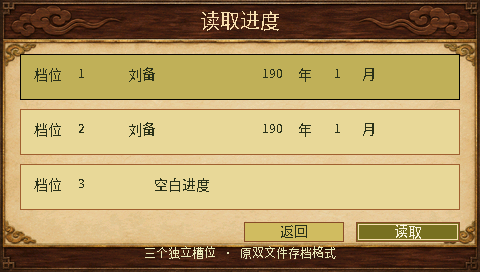 读取进度
档位 1 刘备 190 年 1 月
档位 2 刘备 190 年 1 月
档位 3 空白进度
返回 读取
三个独立槽位 · 原双文件存档格式